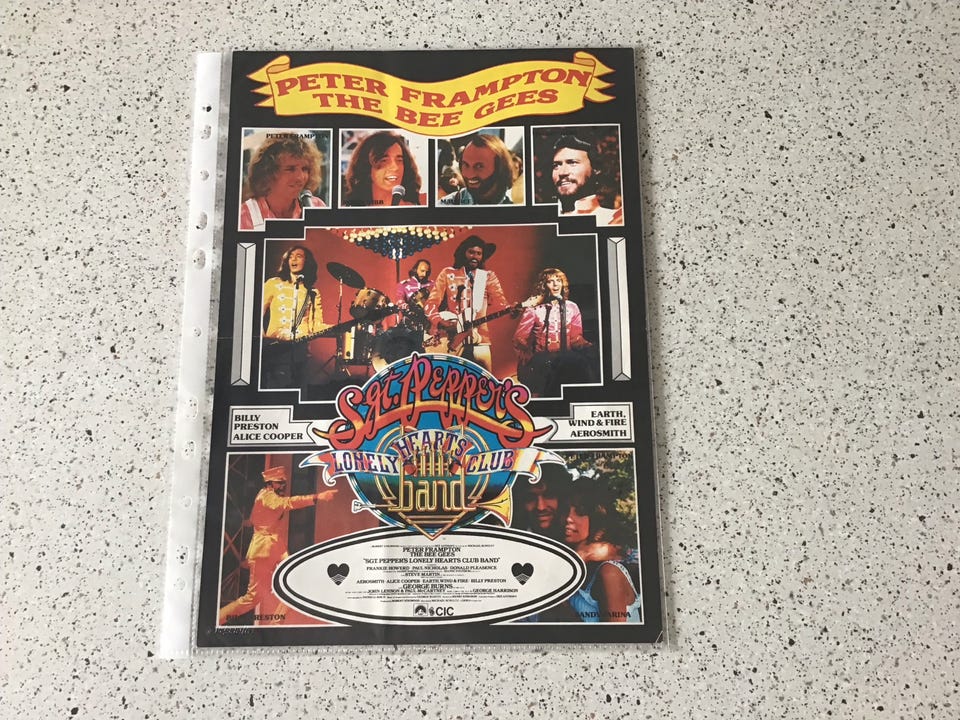 PETER FRAMPTON
THE BEE GEES
PETER FRAMPTON
Sgt. Pepper's
LONELY HEARTS CLUB
band
BILLY
PRESTON
ALICE COOPER
EARTH,
WIND & FIRE
AEROSMITH
PETER FRAMPTON
THE BEE GEES
"SGT PEPPER'S LONELY HEARTS CLUB BAND"
FRANKIE HOWERD PAUL NICHOLAS DONALD PLEASENCE
STEVE MARTIN
AEROSMITH · ALICE COOPER · EARTH, WIND & FIRE · BILLY PRESTON
GEORGE BURNS
JOHN LENNON & PAUL McCARTNEY GEORGE HARRISON
CIC